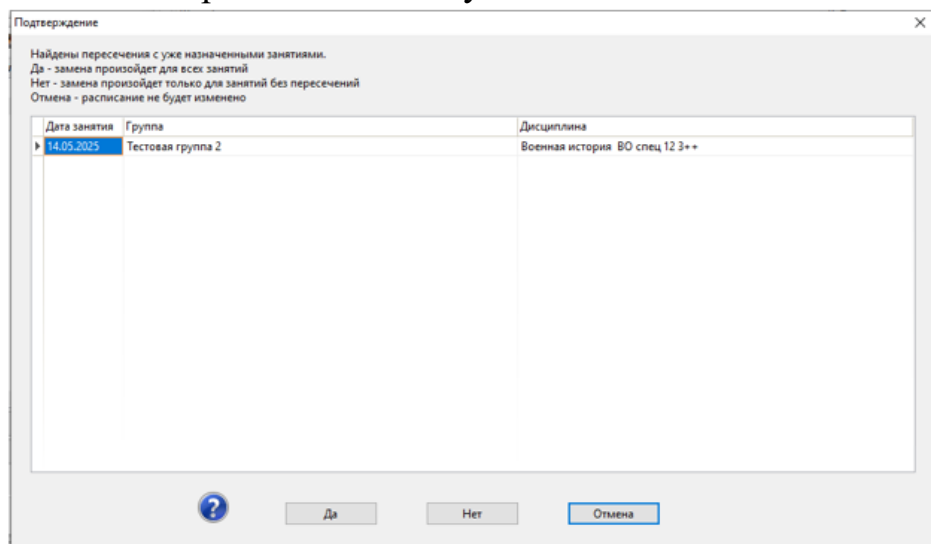 Подтверждение
Найдены пересечения с уже назначенными занятиями.
Да - замена произойдет для всех занятий
Нет - замена произойдет только для занятий без пересечений
Отмена - расписание не будет изменено
Дата занятия Группа Дисциплина
14.05.2025 Тестовая группа 2 Военная история ВО спец 12 3++
Да Нет Отмена